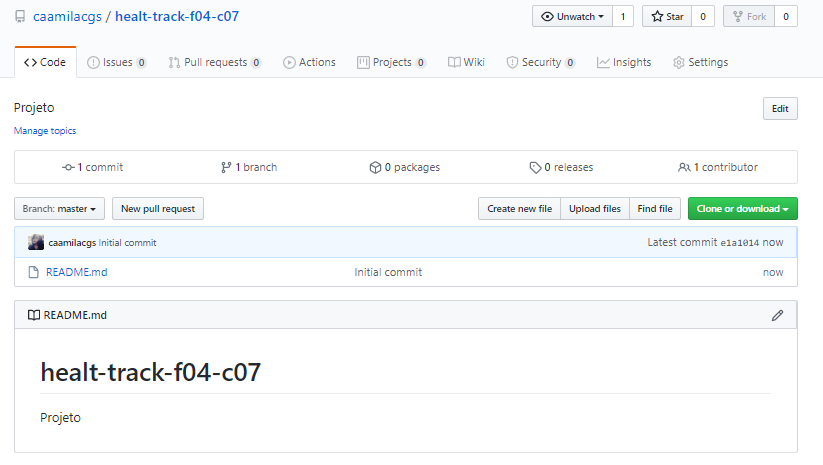 caamilacgs / healt-track-f04-c07
Unwatch 1 Star 0 Fork 0
Code Issues 0 Pull requests 0 Actions Projects 0 Wiki Security 0 Insights Settings
Projeto Edit
Manage topics
1 commit 1 branch 0 packages 0 releases 1 contributor
Branch: master New pull request Create new file Upload files Find file Clone or download
caamilacgs Initial commit Latest commit e1a1014 now
README.md Initial commit now
README.md
healt-track-f04-c07
Projeto